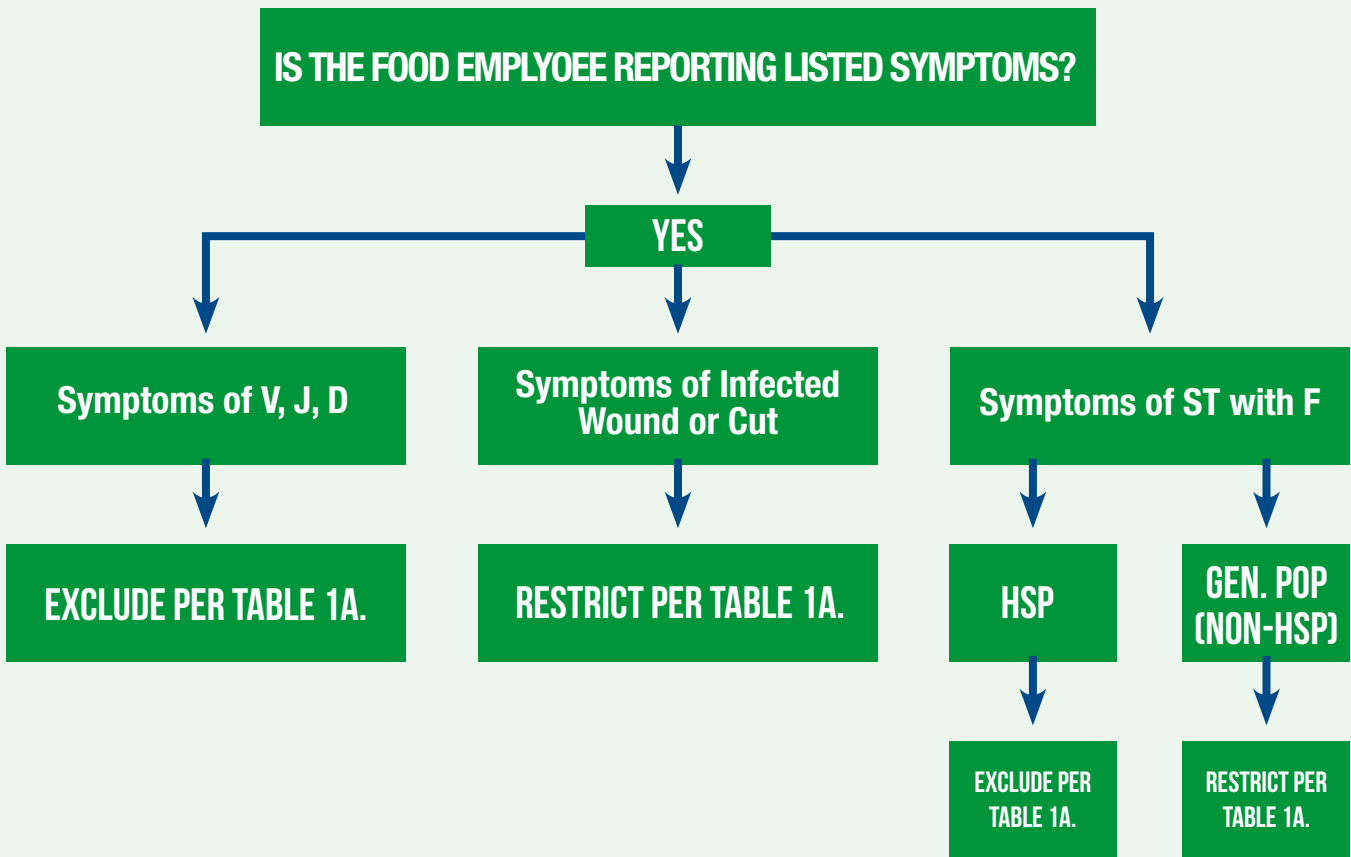 IS THE FOOD EMPLYOEE REPORTING LISTED SYMPTOMS?
YES
Symptoms of V, J, D
Symptoms of Infected
Wound or Cut
Symptoms of ST with F
EXCLUDE PER TABLE 1A.
RESTRICT PER TABLE 1A.
HSP
GEN. POP
(NON-HSP)
EXCLUDE PER
TABLE 1A.
RESTRICT PER
TABLE 1A.